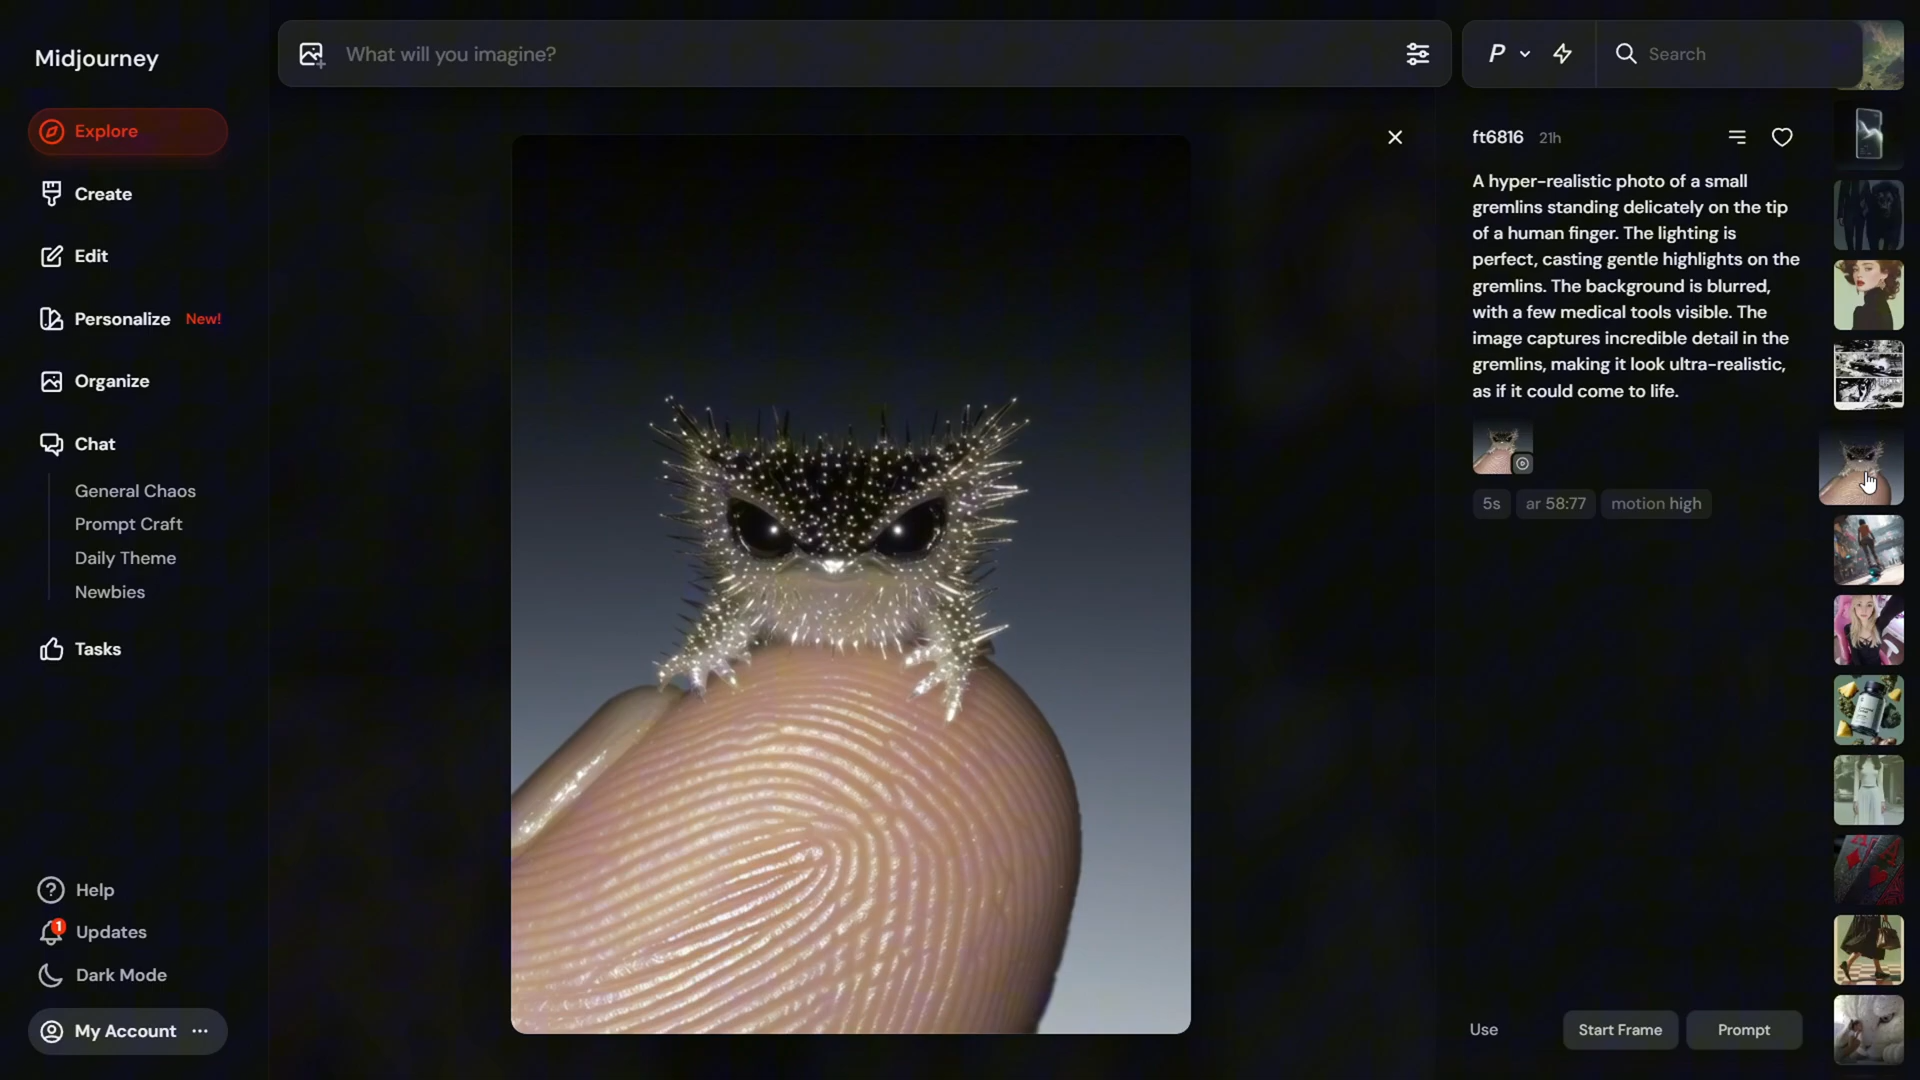 Midjourney
What will you imagine?
P
Search
Explore
Create
Edit
Personalize New!
Organize
Chat
General Chaos
Prompt Craft
Daily Theme
Newbies
Tasks
Help
1
Updates
Dark Mode
My Account ...
ft6816 21h
A hyper-realistic photo of a small
gremlins standing delicately on the tip
of a human finger. The lighting is
perfect, casting gentle highlights on the
gremlins. The background is blurred,
with a few medical tools visible. The
image captures incredible detail in the
gremlins, making it look ultra-realistic,
as if it could come to life.
5s ar 58:77 motion high
Use Start Frame Prompt